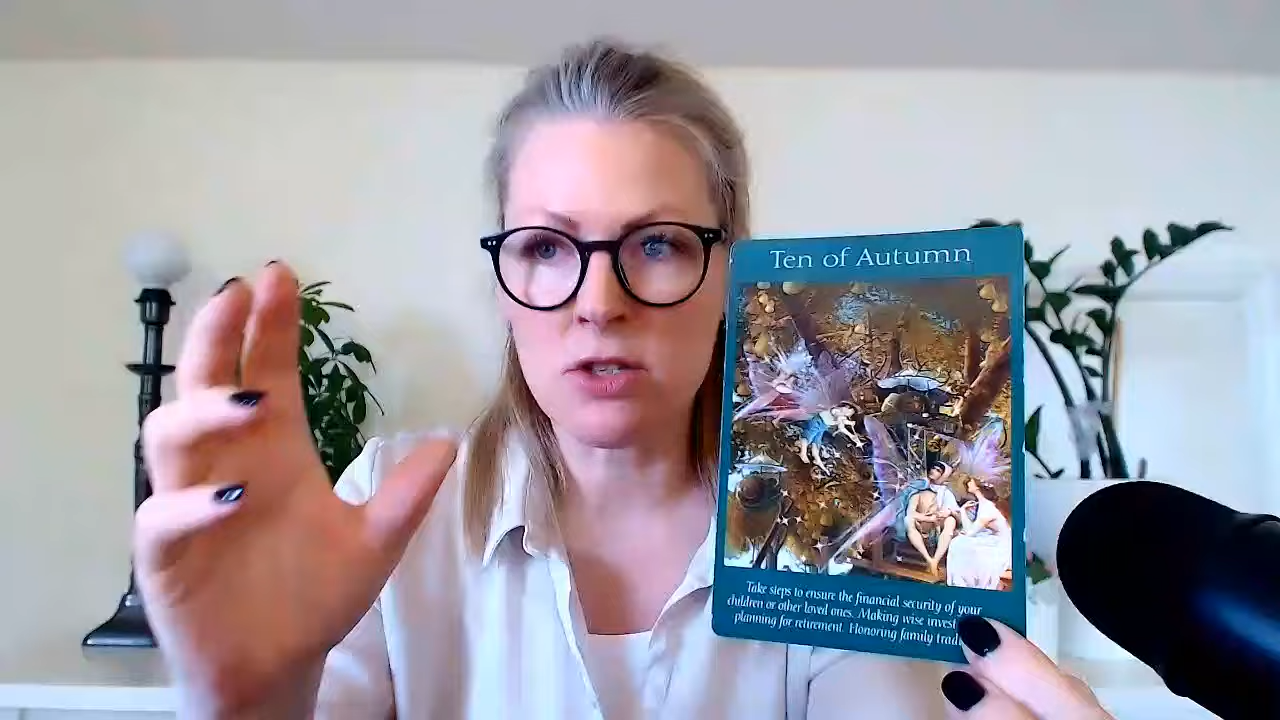 Ten of Autumn
Take steps to ensure the financial security of your
children or other loved ones. Making wise invest
planning for retirement. Honoring family trad